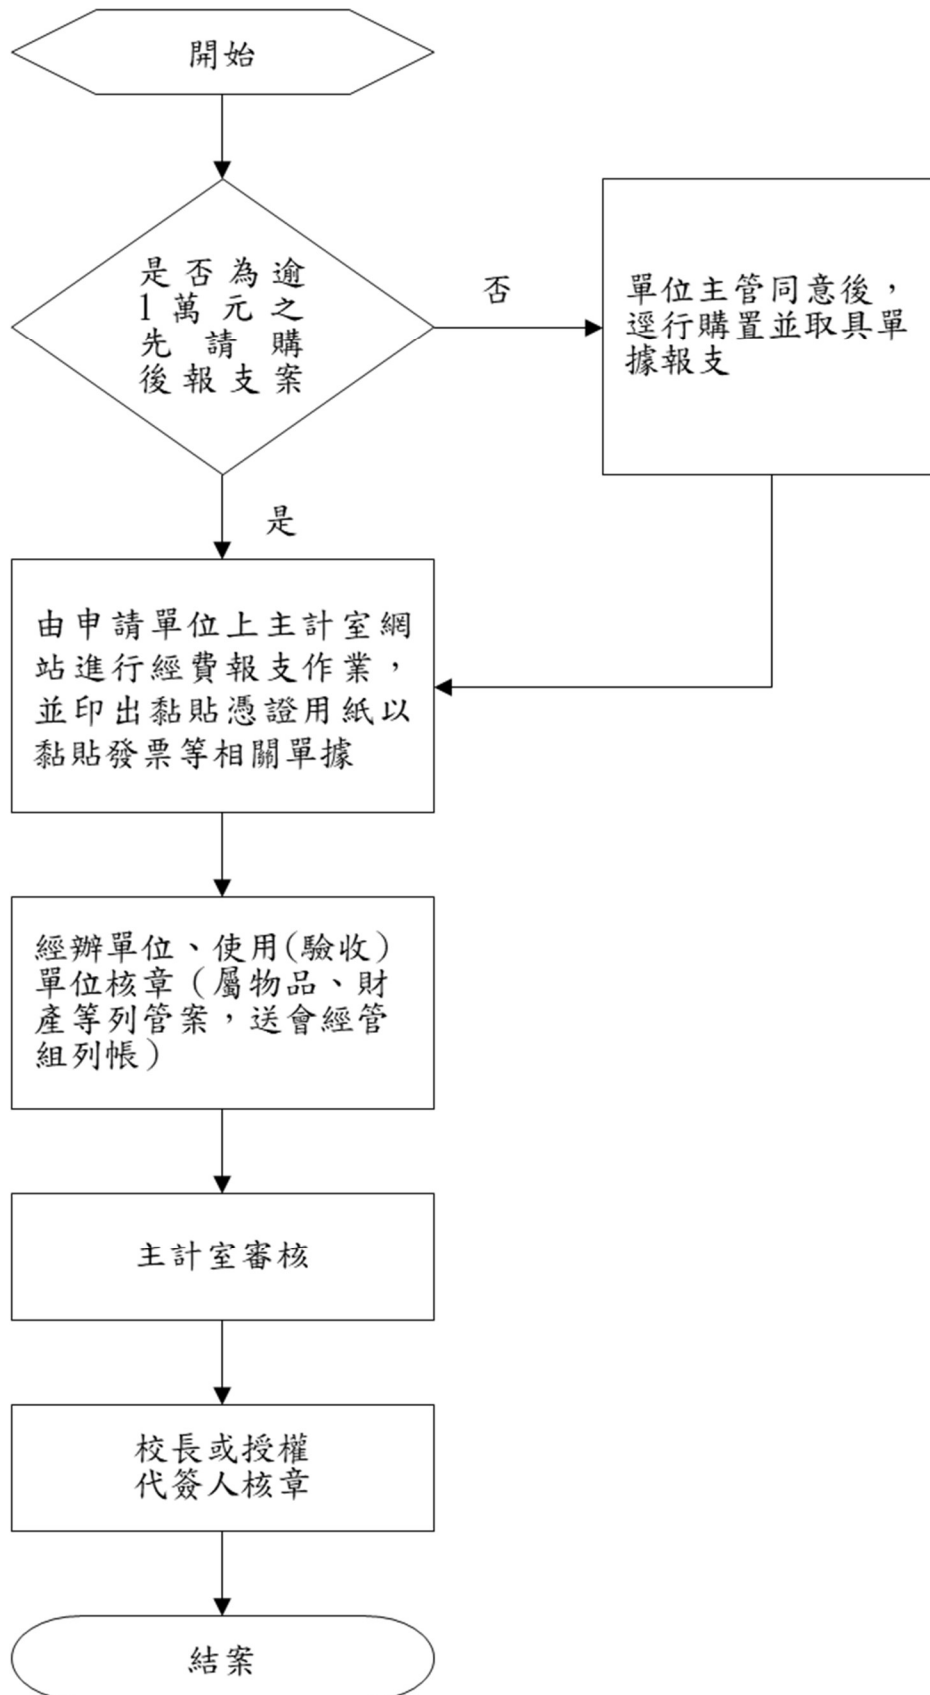 開始
是否為逾
1萬元之
先請購
後報支案
否
單位主管同意後，
逕行購置並取具單
據報支
是
由申請單位上主計室網
站進行經費報支作業，
並印出黏貼憑證用紙以
黏貼發票等相關單據
經辦單位、使用(驗收)
單位核章（屬物品、財
產等列管案，送會經管
組列帳）
主計室審核
校長或授權
代簽人核章
結案